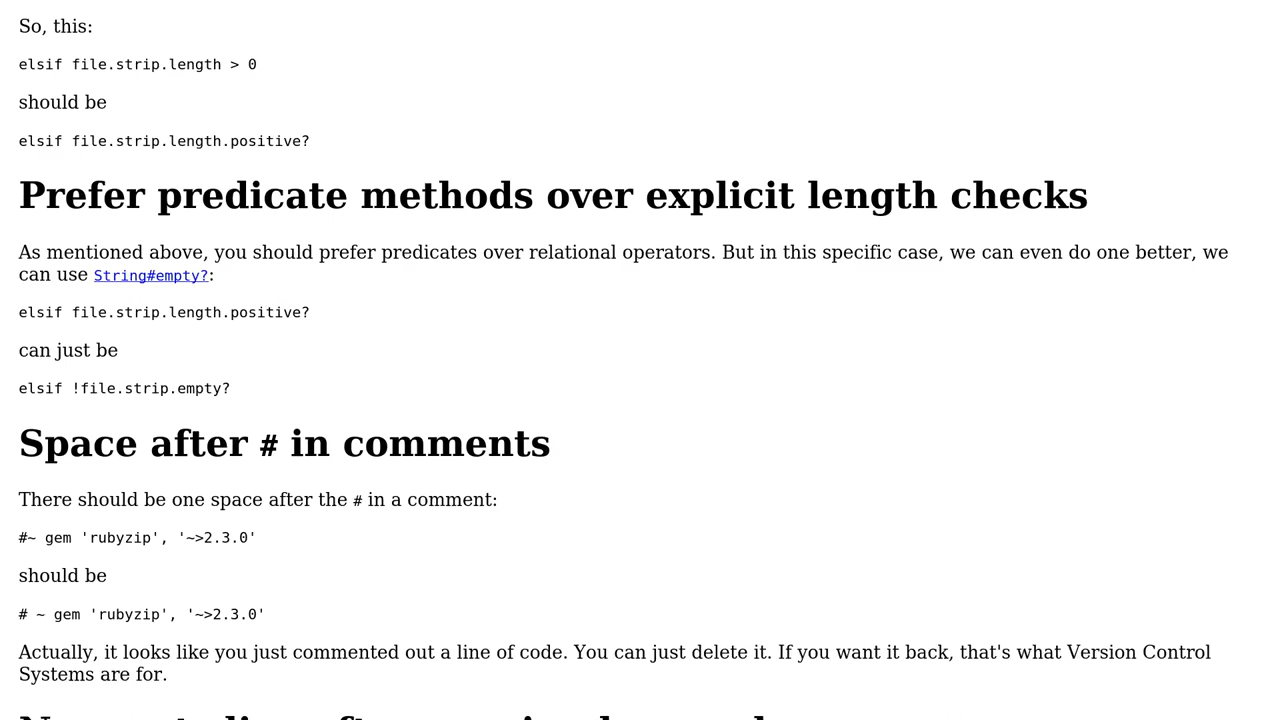 So, this:
elsif file.strip.length > 0
should be
elsif file.strip.length.positive?
Prefer predicate methods over explicit length checks
As mentioned above, you should prefer predicates over relational operators. But in this specific case, we can even do one better, we
can use String#empty?:
elsif file.strip.length.positive?
can just be
elsif !file.strip.empty?
Space after # in comments
There should be one space after the # in a comment:
#~ gem 'rubyzip', '~>2.3.0'
should be
# ~ gem 'rubyzip', '~>2.3.0'
Actually, it looks like you just commented out a line of code. You can just delete it. If you want it back, that's what Version Control
Systems are for.